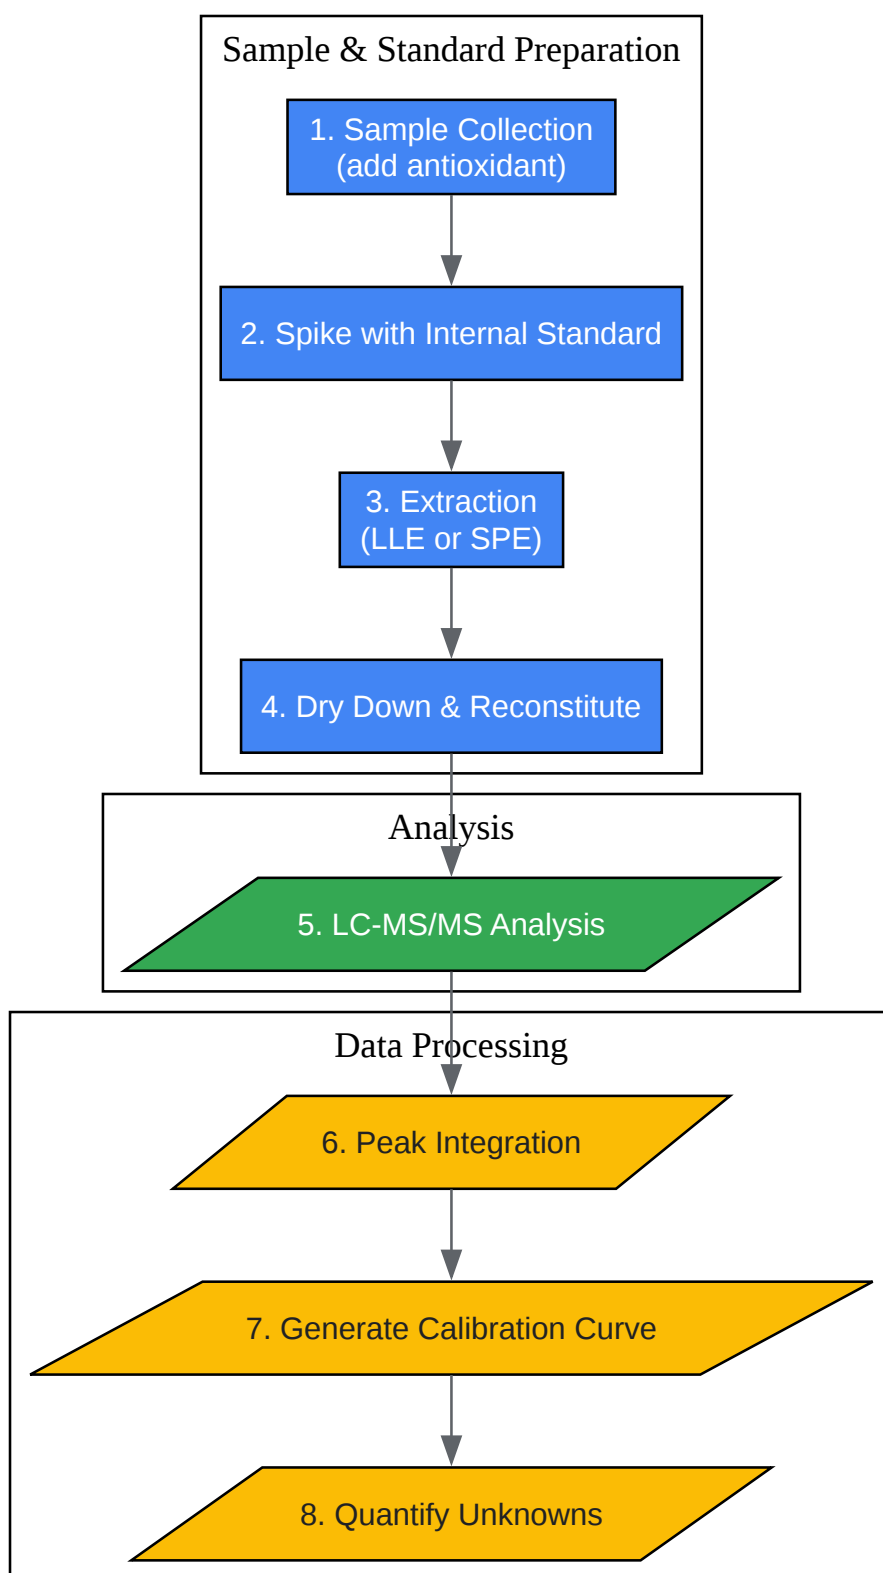 Sample & Standard Preparation
1. Sample Collection
(add antioxidant)
2. Spike with Internal Standard
3. Extraction
(LLE or SPE)
4. Dry Down & Reconstitute
Analysis
5. LC-MS/MS Analysis
Data Processing
6. Peak Integration
7. Generate Calibration Curve
8. Quantify Unknowns